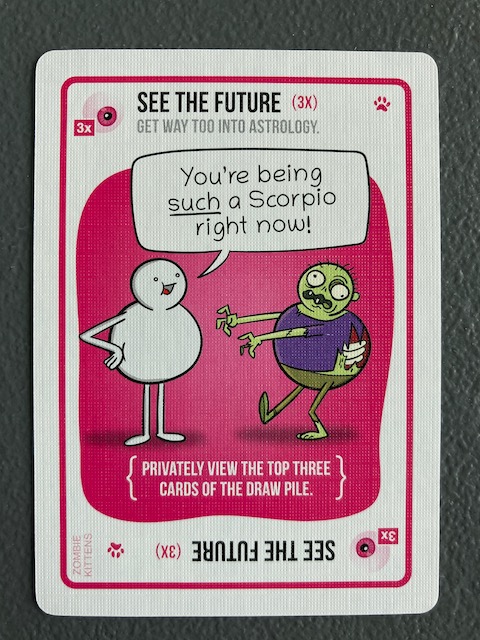 3x
SEE THE FUTURE (3X)
GET WAY TOO INTO ASTROLOGY.
You're being
such a Scorpio
right now!
PRIVATELY VIEW THE TOP THREE
CARDS OF THE DRAW PILE.
ZOMBIE
KITTENS
SEE THE FUTURE (3X)
3x